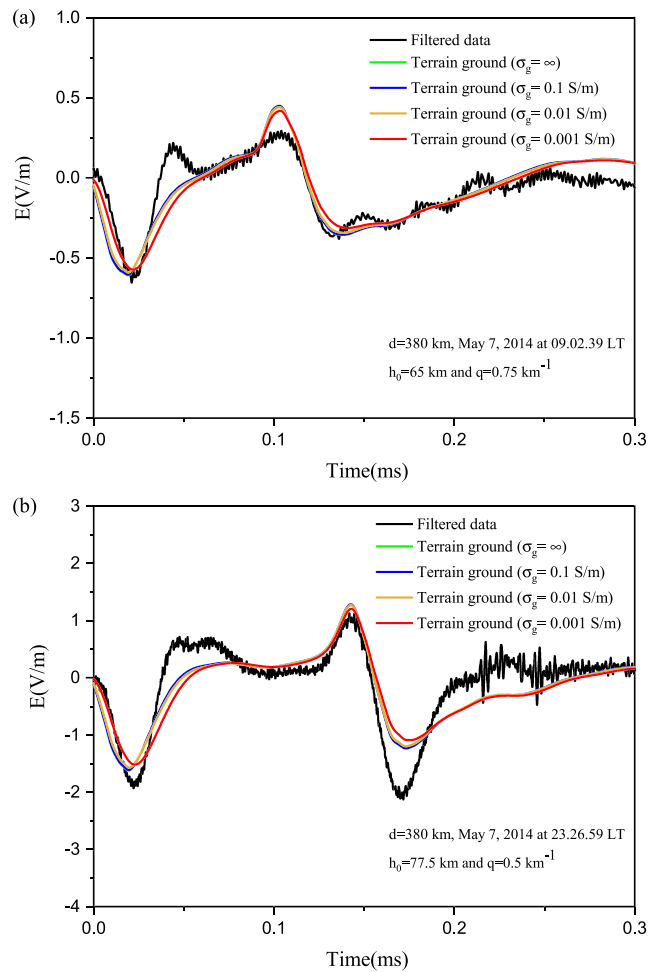 (a)
1.0
0.5
0.0
-0.5
-1.0
-1.5
E(V/m)
Filtered data
Terrain ground (σg= ∞)
Terrain ground (σg= 0.1 S/m)
Terrain ground (σg= 0.01 S/m)
Terrain ground (σg= 0.001 S/m)
d=380 km, May 7, 2014 at 09.02.39 LT
h0=65 km and q=0.75 km-1
0.0 0.1 0.2 0.3
Time(ms)
(b)
3
2
1
0
-1
-2
-3
-4
E(V/m)
Filtered data
Terrain ground (σg= ∞)
Terrain ground (σg= 0.1 S/m)
Terrain ground (σg= 0.01 S/m)
Terrain ground (σg= 0.001 S/m)
d=380 km, May 7, 2014 at 23.26.59 LT
h0=77.5 km and q=0.5 km-1
0.0 0.1 0.2 0.3
Time(ms)